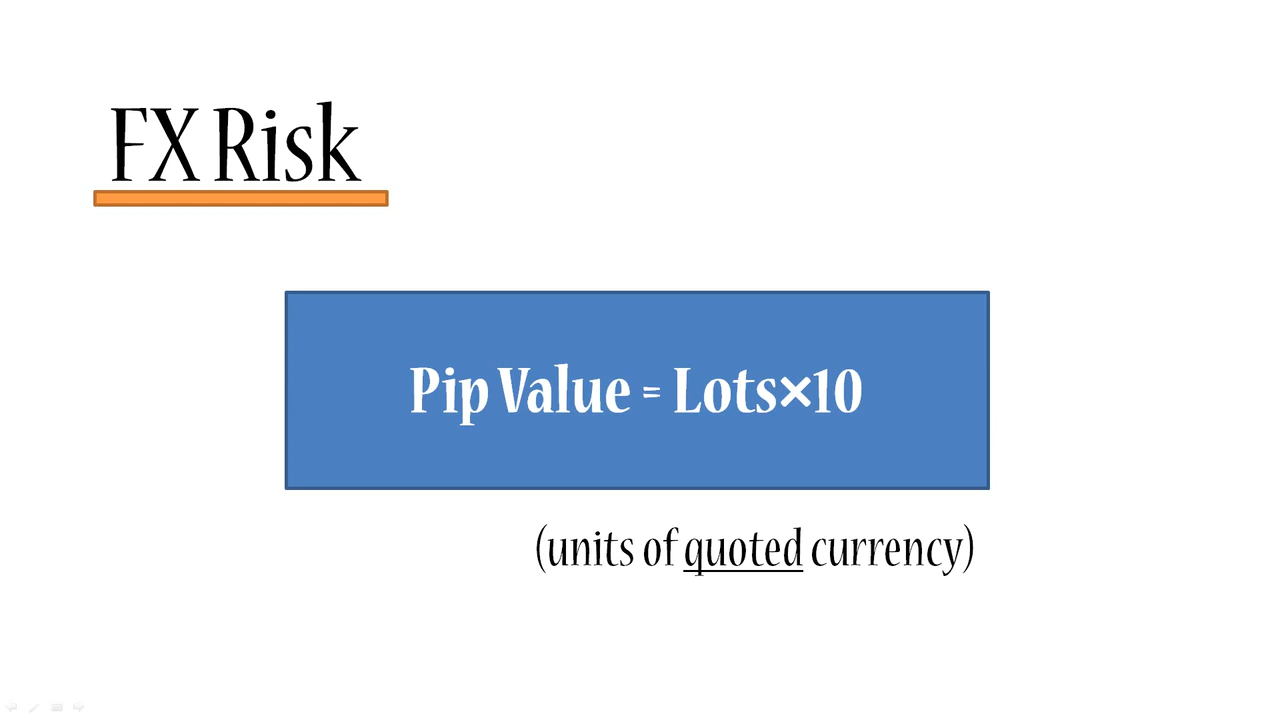 FX Risk
Pip Value = Lots×10
(units of quoted currency)